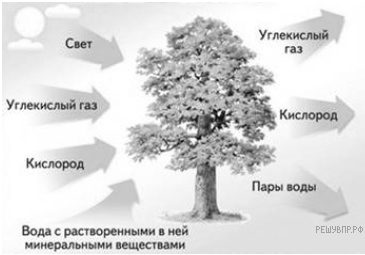 Свет
Углекислый газ
Кислород
Вода с растворенными в ней
минеральными веществами
Углекислый
газ
Кислород
Пары воды
РЕШУВПР.РФ